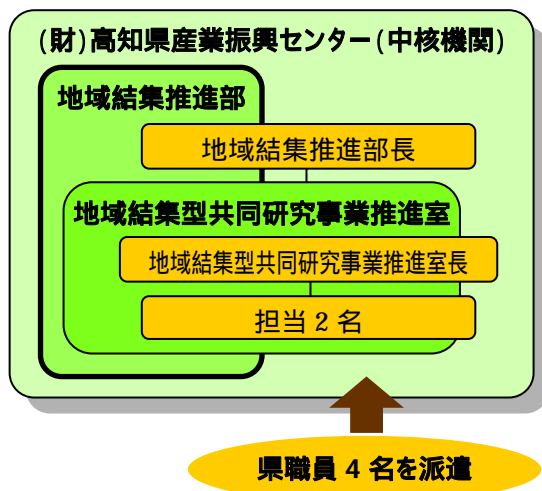 (財)高知県産業振興センター(中核機関)
地域結集推進部
地域結集推進部長
地域結集型共同研究事業推進室
地域結集型共同研究事業推進室長
担当2名
県職員4名を派遣